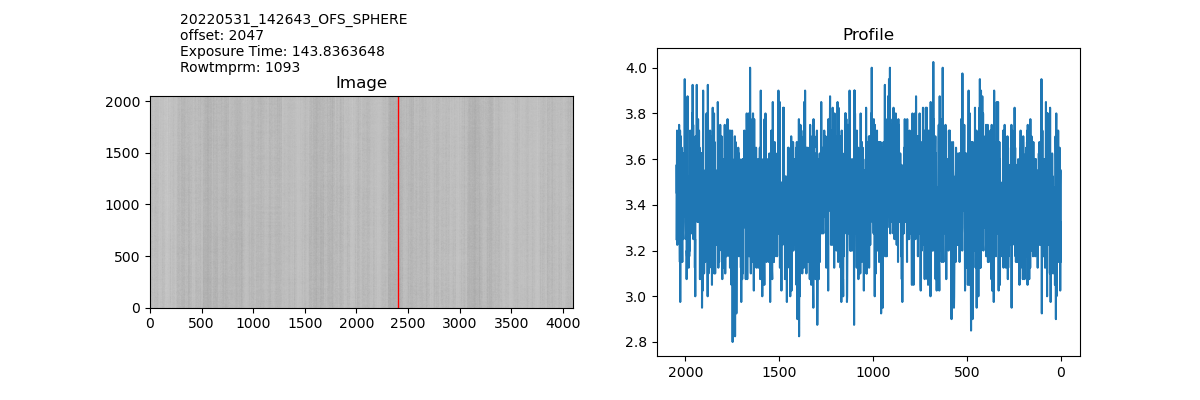 20220531_142643_OFS_SPHERE
offset: 2047
Exposure Time: 143.8363648
Rowtmprm: 1093
Image
2000
1500
1000
500
0
0 500 1000 1500 2000 2500 3000 3500 4000
Profile
4.0
3.8
3.6
3.4
3.2
3.0
2.8
2000 1500 1000 500 0